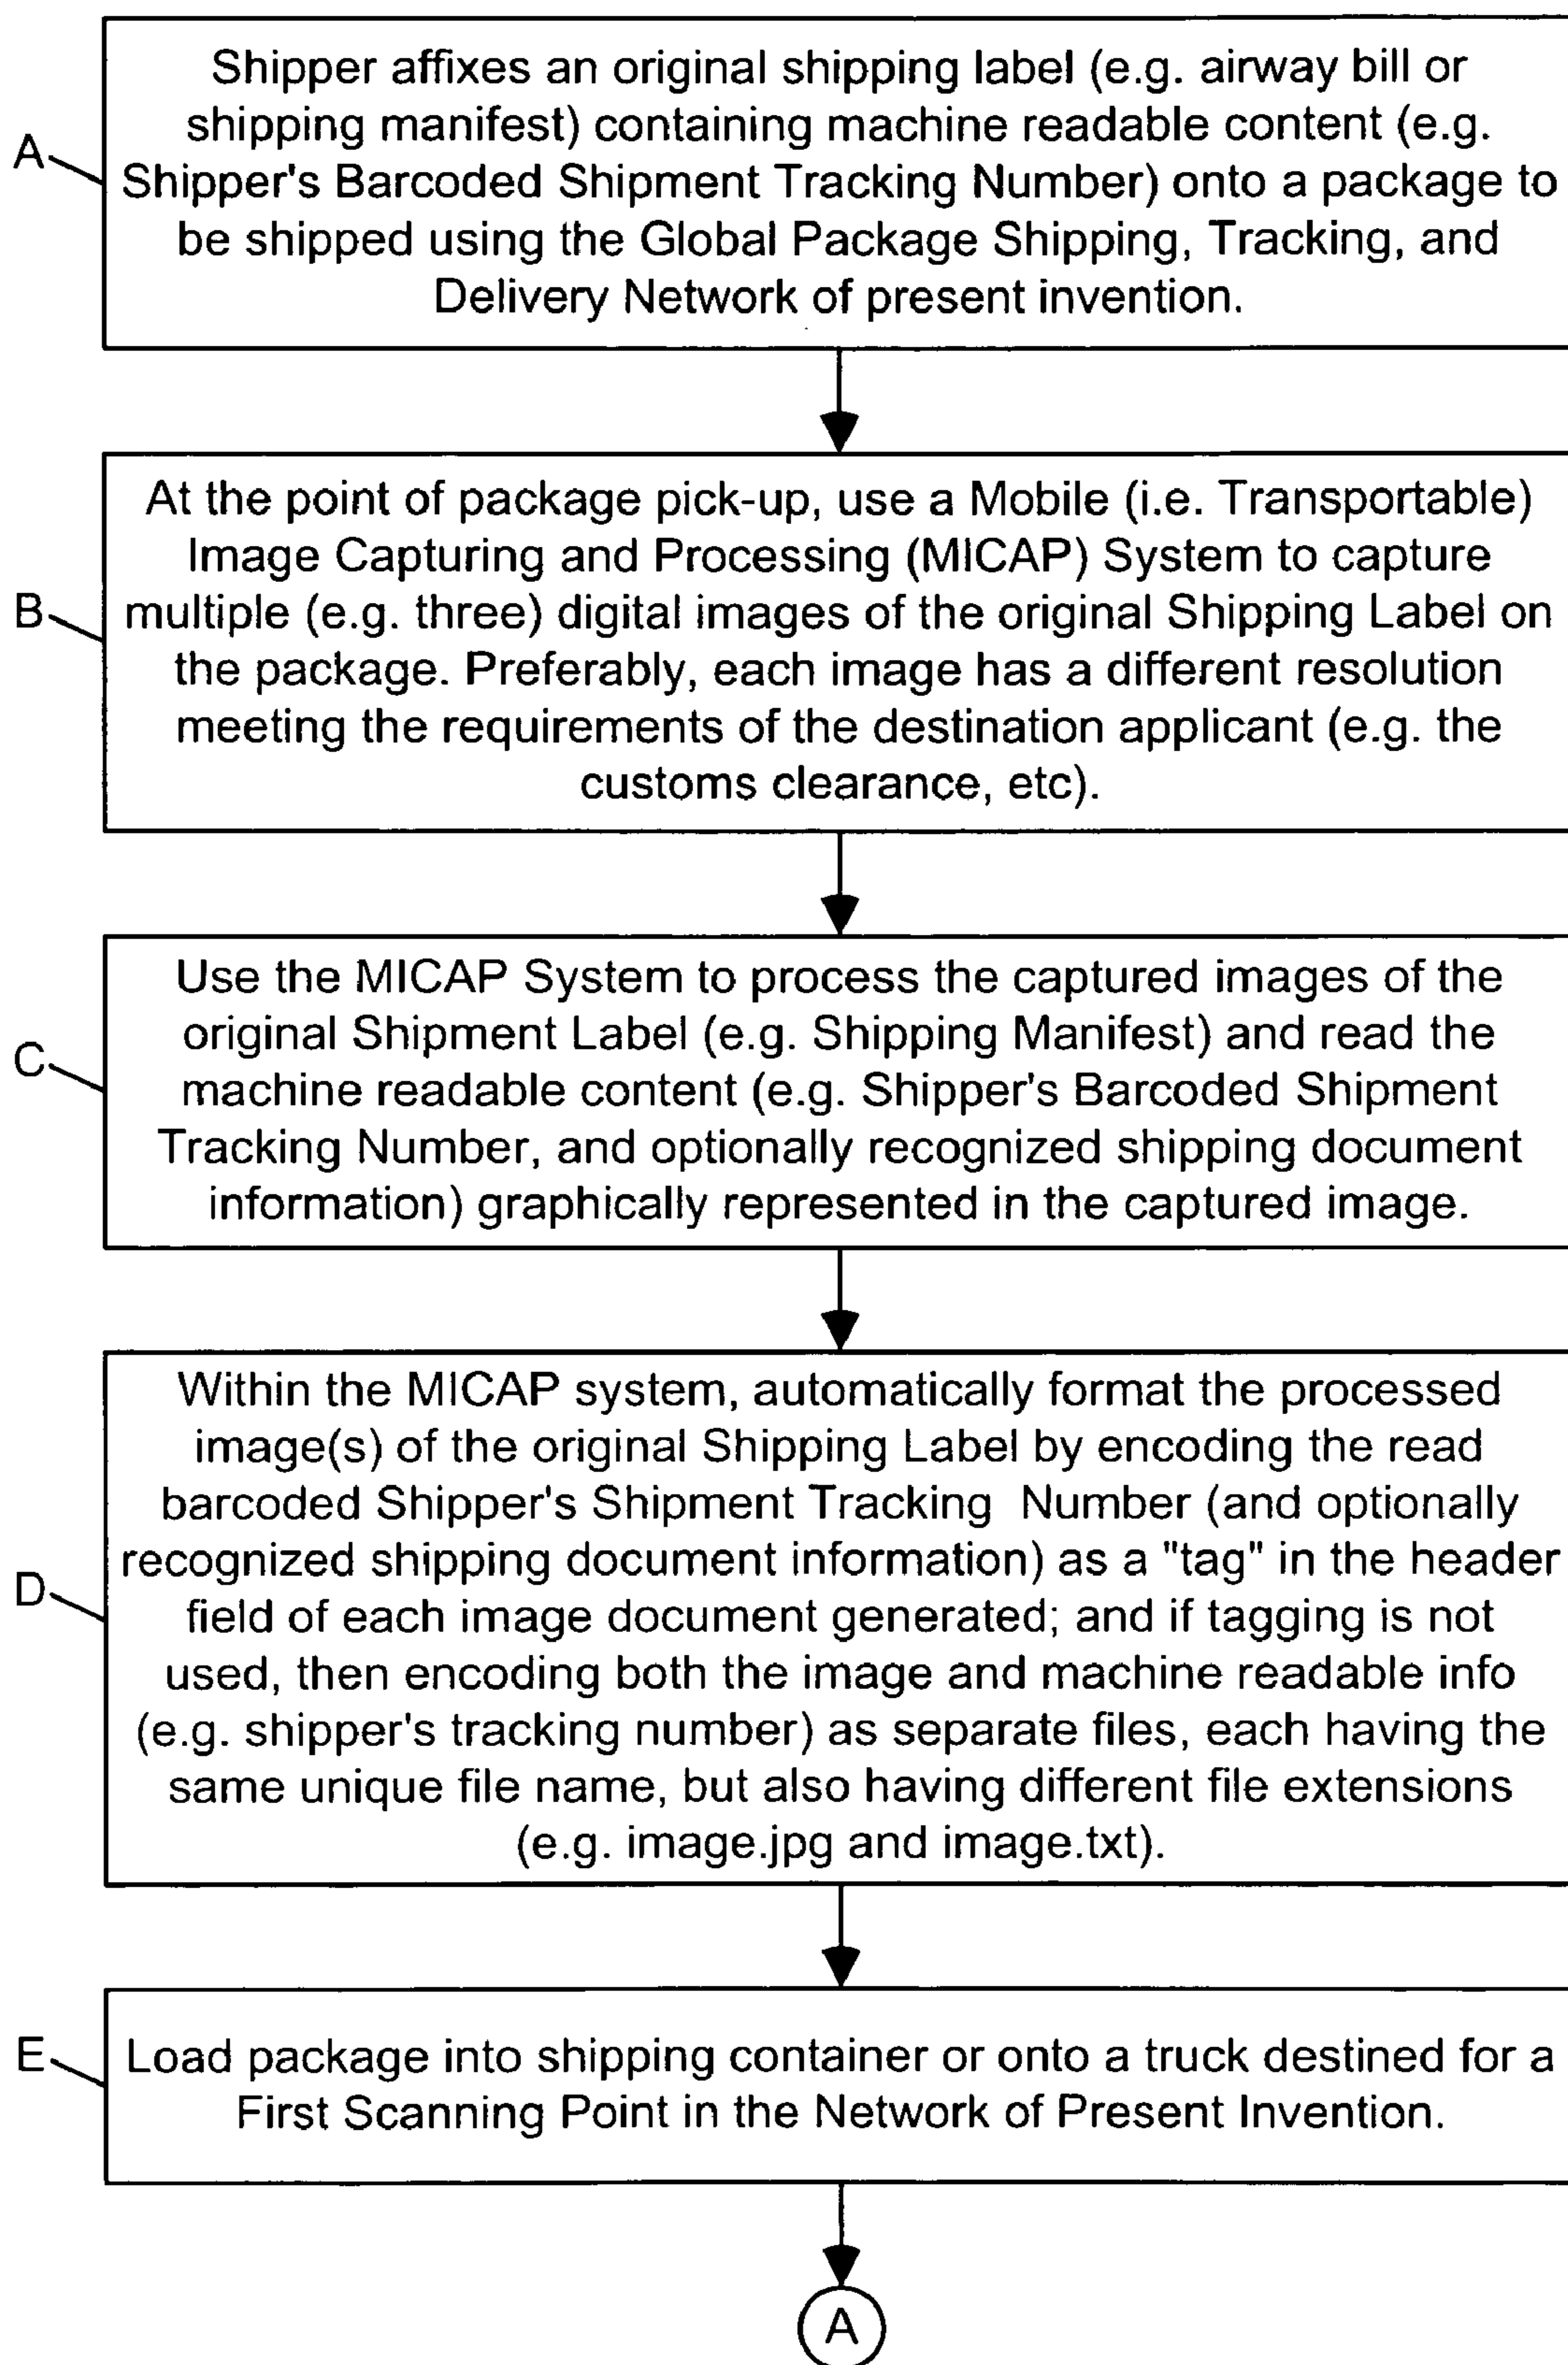 Shipper affixes an original shipping label (e.g. airway bill or
shipping manifest) containing machine readable content (e.g.
A
Shipper's Barcoded Shipment Tracking Number) onto a package to
be shipped using the Global Package Shipping, Tracking, and
Delivery Network of present invention.
At the point of package pick-up, use a Mobile (i.e. Transportable)
Image Capturing and Processing (MICAP) System to capture
B
multiple (e.g. three) digital images of the original Shipping Label on
the package. Preferably, each image has a different resolution
meeting the requirements of the destination applicant (e.g. the
customs clearance, etc).
Use the MICAP System to process the captured images of the
original Shipment Label (e.g. Shipping Manifest) and read the
C
machine readable content (e.g. Shipper's Barcoded Shipment
Tracking Number, and optionally recognized shipping document
information) graphically represented in the captured image.
Within the MICAP system, automatically format the processed
image(s) of the original Shipping Label by encoding the read
barcoded Shipper's Shipment Tracking Number (and optionally
recognized shipping document information) as a "tag" in the header
D
field of each image document generated; and if tagging is not
used, then encoding both the image and machine readable info
(e.g. shipper's tracking number) as separate files, each having the
same unique file name, but also having different file extensions
(e.g. image.jpg and image.txt).
E
Load package into shipping container or onto a truck destined for a
First Scanning Point in the Network of Present Invention.
A